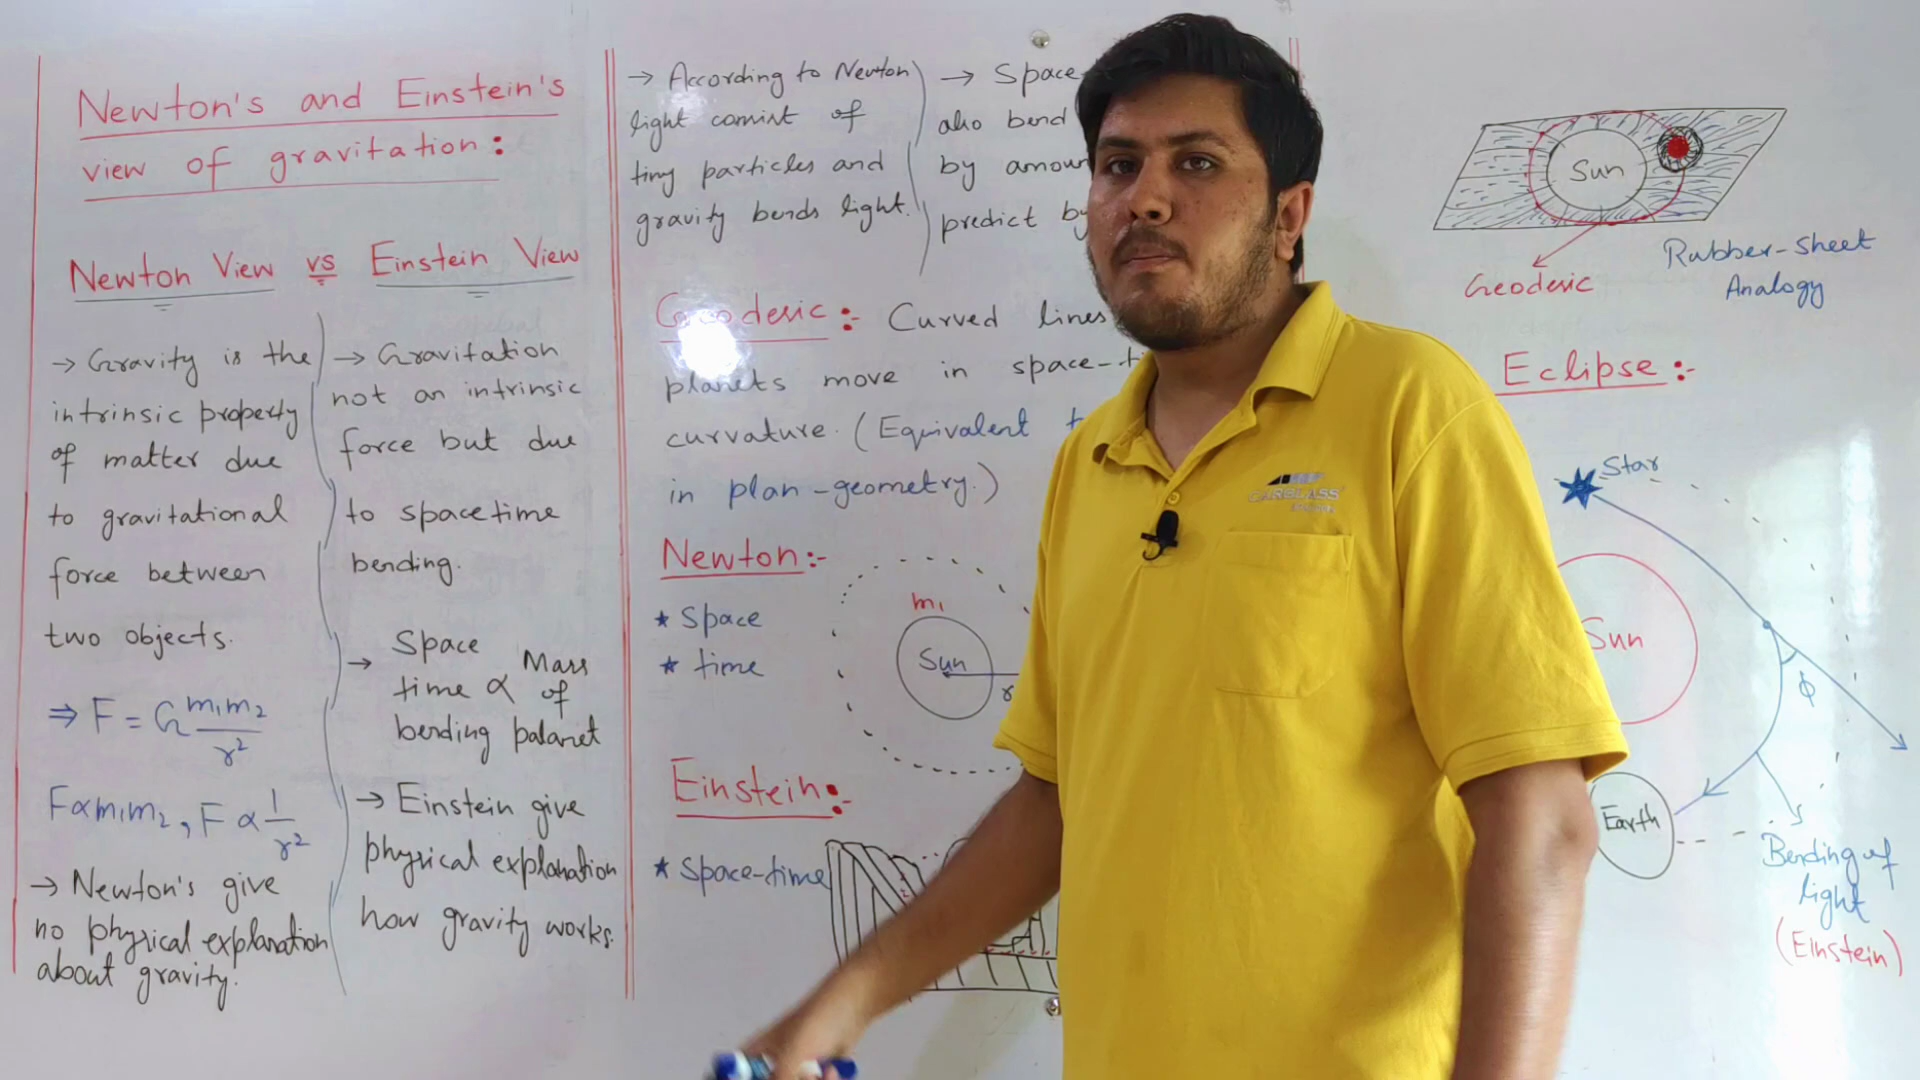 Newton's and Einstein's
view of gravitation:
Newton View vs Einstein View
→ Gravity is the
intrinsic property
of matter due
to gravitational
force between
two objects.
⇒ F = G m₁m₂/r²
F∝m₁m₂, F∝1/r²
→ Newton's give
no physical explanation
about gravity.
→ Gravitation
not an intrinsic
force but due
to spacetime
bending.
→ Space time bending ∝ Mass of palanet
→ Einstein give
physical explanation
how gravity works.
→ According to Newton
light consist of
tiny particles and
gravity bends light.
→ Space
also bend
by
predict by
Geodesic :- Curved lines
planets move in space-
curvature. (Equivalent
in plan-geometry.)
Newton:-
★ Space
★ time
m₁
Sun
r
Einstein:-
★ Space-time
Sun
Geodesic
Rubber-Sheet
Analogy
Eclipse:-
Star
Sun
ϕ
Earth
Bending of
light
(Einstein)
CARGLASS